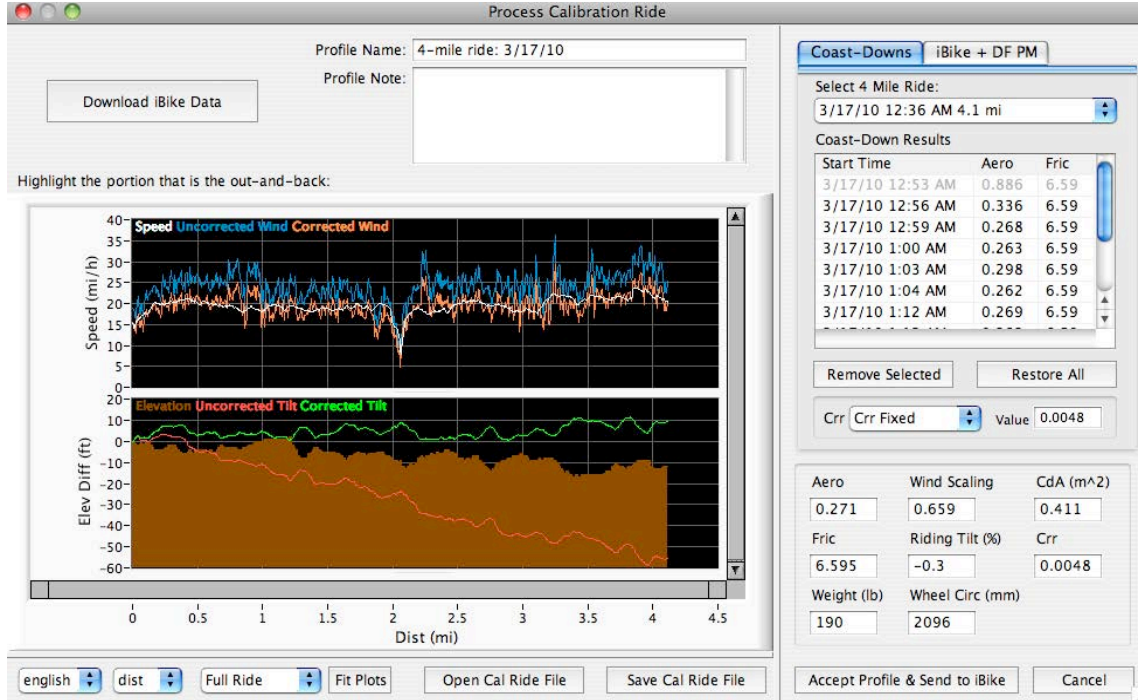 Process Calibration Ride
Profile Name: 4-mile ride: 3/17/10
Profile Note:
Download iBike Data
Highlight the portion that is the out-and-back:
Speed Uncorrected Wind Corrected Wind
Speed (mi/h)
40
35
30
25
20
15
10
5
0
Elevation Uncorrected Tilt Corrected Tilt
Elev Diff (ft)
20
10
0
-10
-20
-30
-40
-50
-60
0 0.5 1 1.5 2 2.5 3 3.5 4 4.5
Dist (mi)
english dist Full Ride Fit Plots Open Cal Ride File Save Cal Ride File
Coast-Downs iBike + DF PM
Select 4 Mile Ride:
3/17/10 12:36 AM 4.1 mi
Coast-Down Results
Start Time Aero Fric
3/17/10 12:53 AM 0.886 6.59
3/17/10 12:56 AM 0.336 6.59
3/17/10 12:59 AM 0.268 6.59
3/17/10 1:00 AM 0.263 6.59
3/17/10 1:03 AM 0.298 6.59
3/17/10 1:04 AM 0.262 6.59
3/17/10 1:12 AM 0.269 6.59
Remove Selected Restore All
Crr Crr Fixed Value 0.0048
Aero Wind Scaling CdA (m^2)
0.271 0.659 0.411
Fric Riding Tilt (%) Crr
6.595 -0.3 0.0048
Weight (lb) Wheel Circ (mm)
190 2096
Accept Profile & Send to iBike Cancel